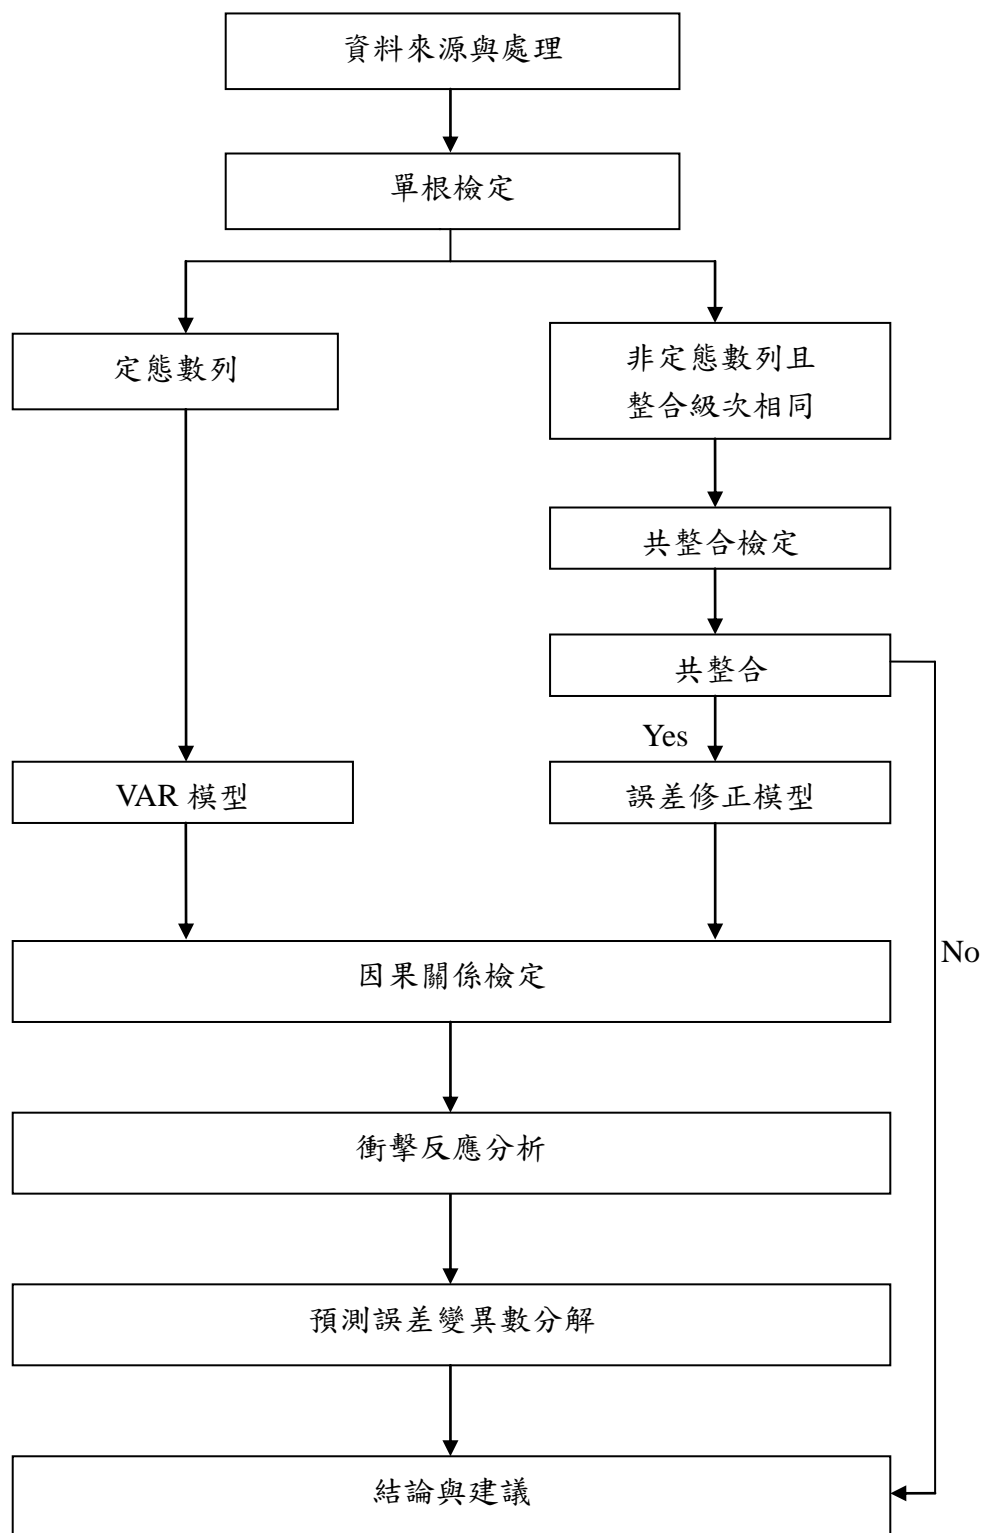 資料來源與處理
單根檢定
定態數列
非定態數列且
整合級次相同
共整合檢定
共整合
Yes
VAR 模型
誤差修正模型
No
因果關係檢定
衝擊反應分析
預測誤差變異數分解
結論與建議